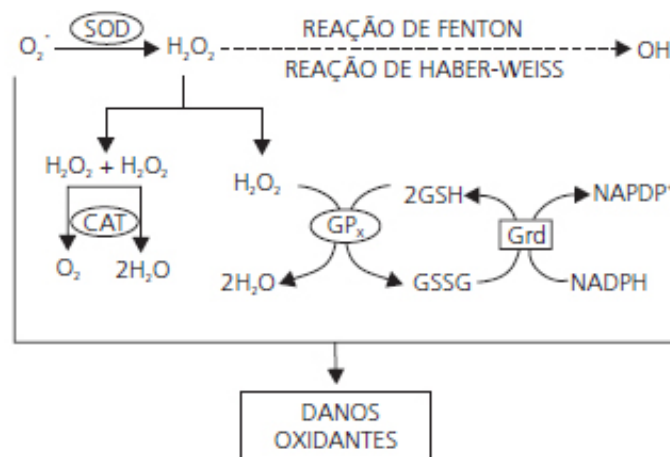 O₂⁻ SOD H₂O₂ REAÇÃO DE FENTON OH
REAÇÃO DE HABER-WEISS
H₂O₂ + H₂O₂
H₂O₂ 2GSH NAPDP⁺
CAT GPₓ Grd
O₂ 2H₂O 2H₂O GSSG NADPH
DANOS
OXIDANTES